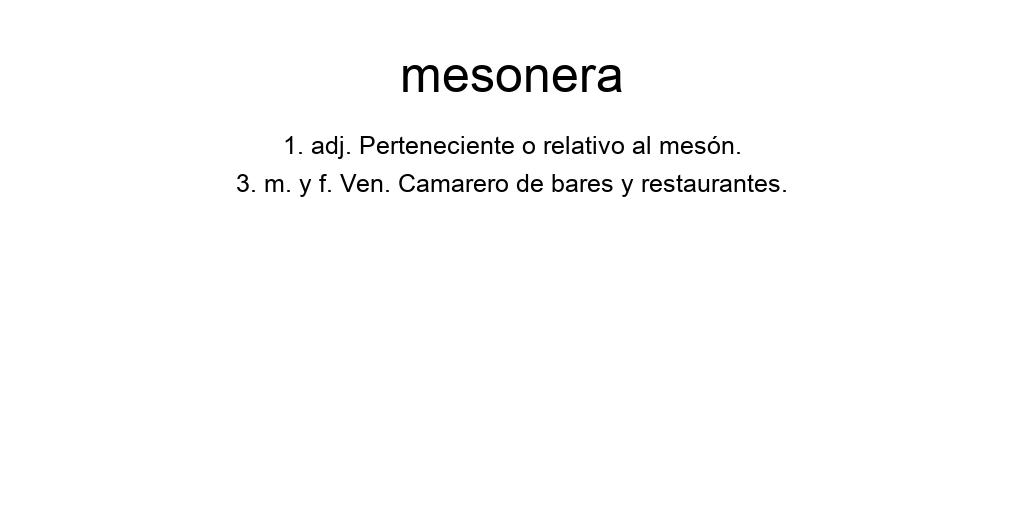 mesonera
1. adj. Perteneciente o relativo al mesón.
3. m. y f. Ven. Camarero de bares y restaurantes.